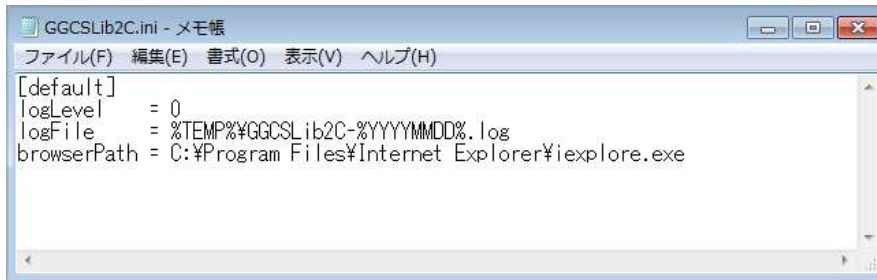 GGCSLib2C.ini - メモ帳
ファイル(F) 編集(E) 書式(O) 表示(V) ヘルプ(H)
[default]
logLevel    = 0
logFile     = %TEMP%¥GGCSLib2C-%YYYYMMDD%.log
browserPath = C:¥Program Files¥Internet Explorer¥iexplore.exe